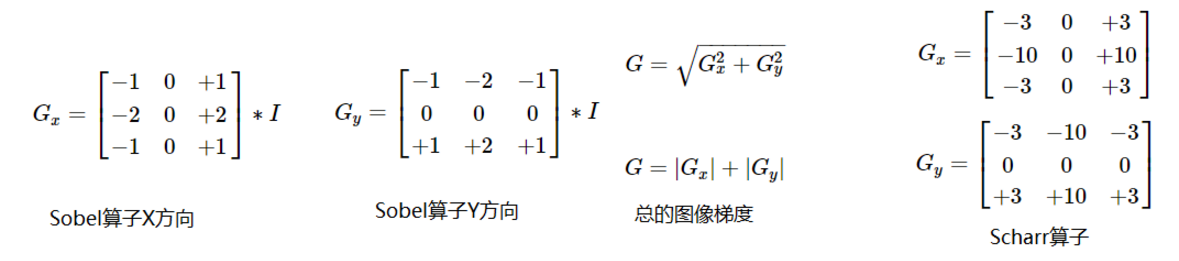 G_x = [ −1 0 +1
−2 0 +2
−1 0 +1 ] * I
Sobel算子X方向
G_y = [ −1 −2 −1
0 0 0
+1 +2 +1 ] * I
Sobel算子Y方向
G = √(G_x^2 + G_y^2)
G = |G_x| + |G_y|
总的图像梯度
G_x = [ −3 0 +3
−10 0 +10
−3 0 +3 ]
G_y = [ −3 −10 −3
0 0 0
+3 +10 +3 ]
Scharr算子